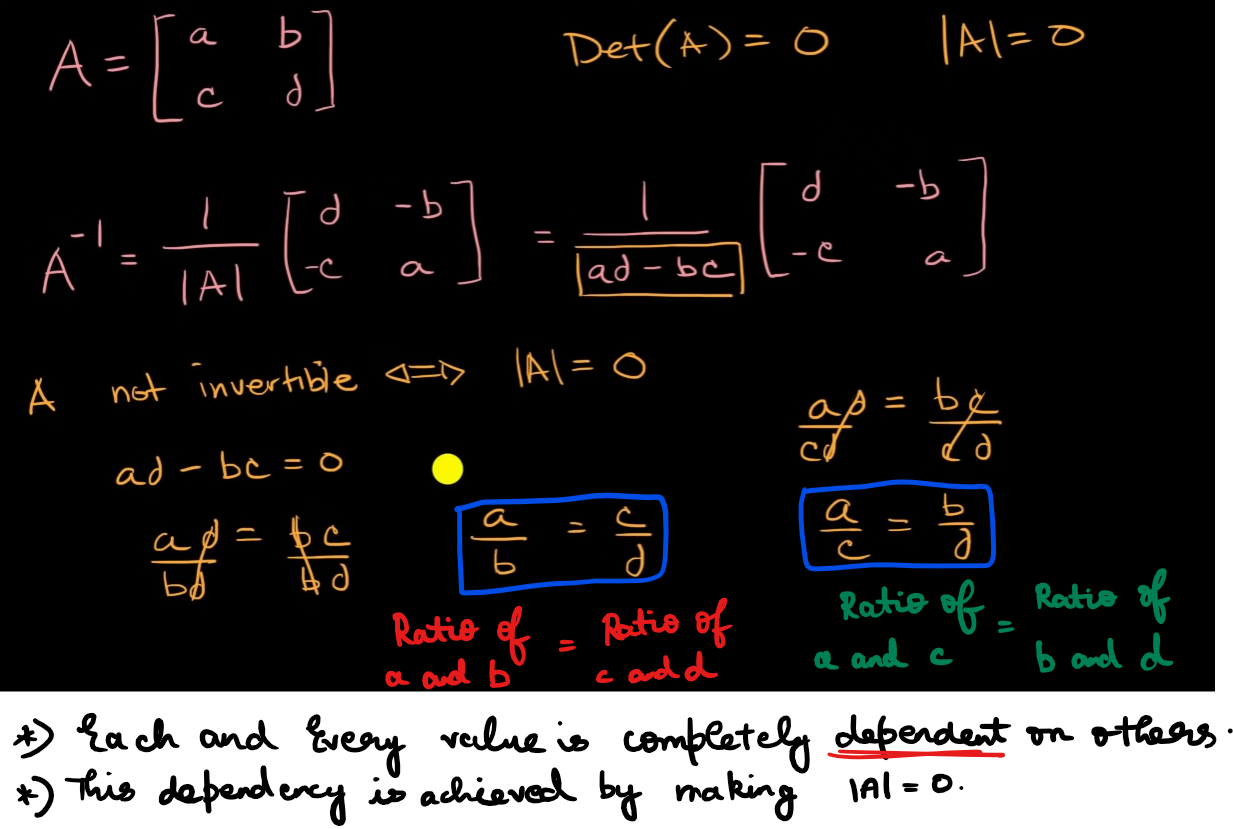 A = [a b c d] Det(A) = 0 |A| = 0
A⁻¹ = 1/|A| [d -b -c a] = 1/(ad - bc) [d -b -c a]
A not invertible <=> |A| = 0
ad - bc = 0
ad/bd = bc/bd
a/b = c/d
Ratio of a and b = Ratio of c and d
ad/cd = bc/cd
a/c = b/d
Ratio of a and c = Ratio of b and d
*) Each and Every value is completely dependent on others.
*) This dependency is achieved by making |A| = 0.